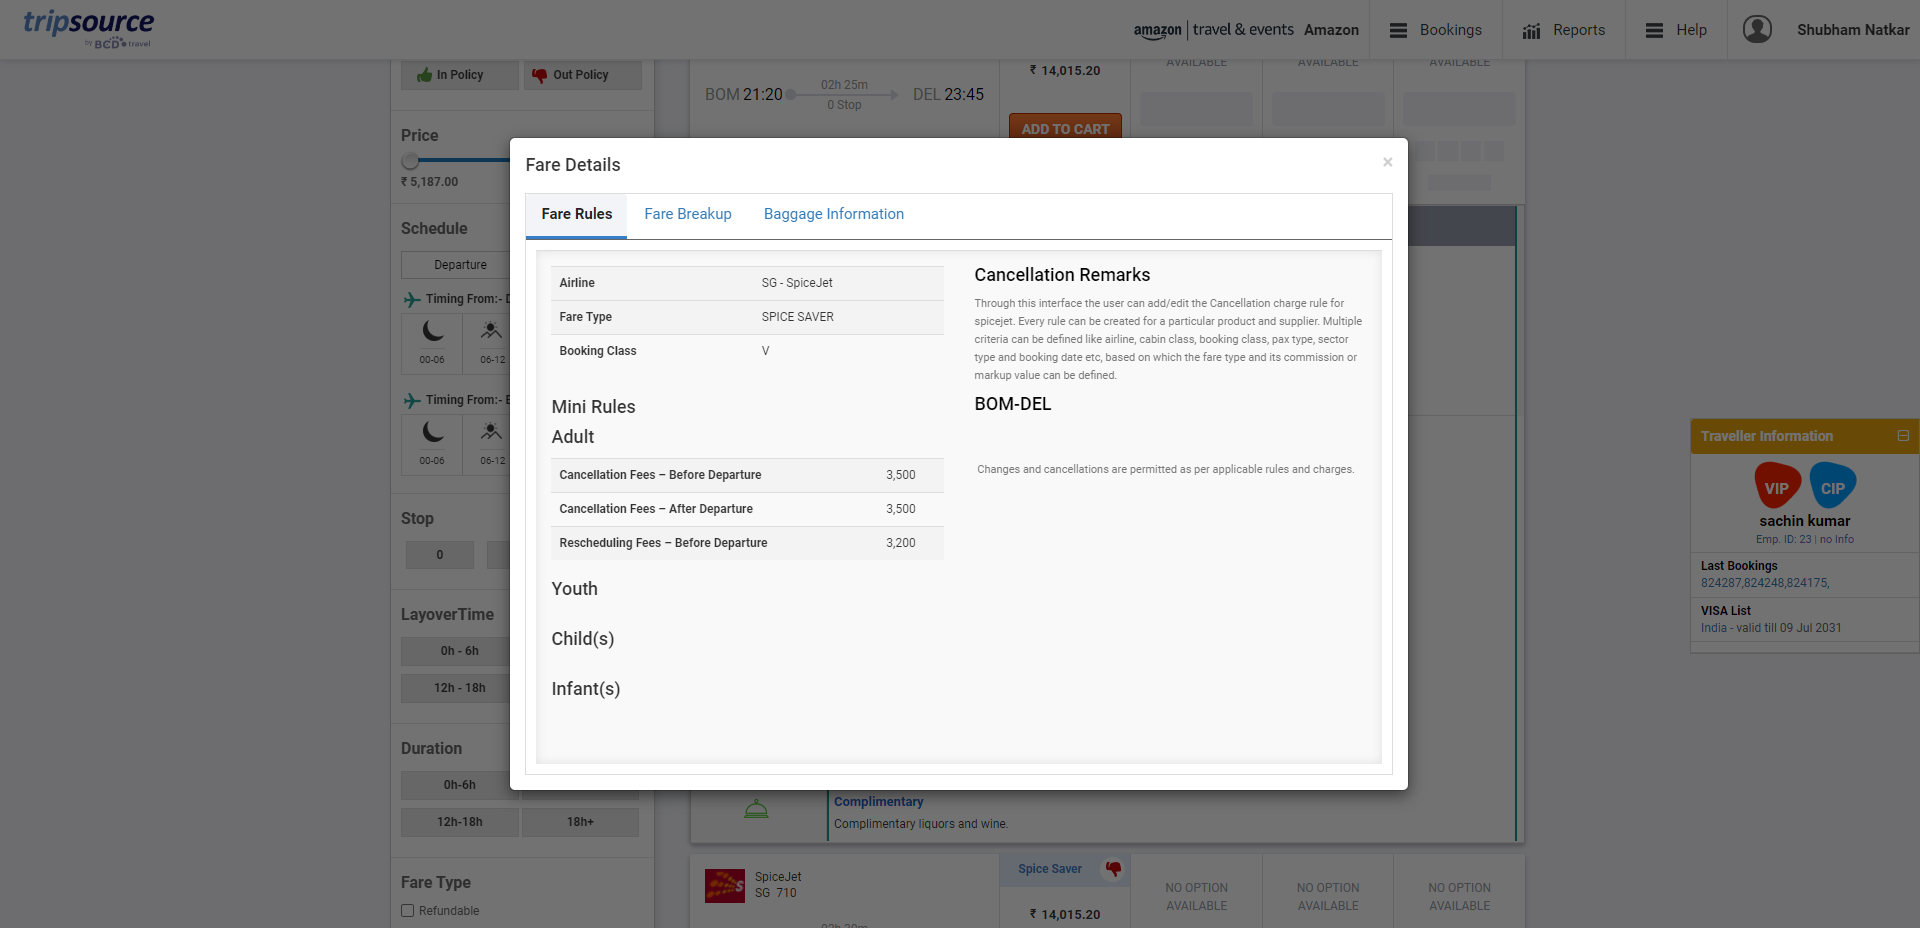 tripsource
by BCD travel
amazon | travel & events Amazon
Bookings
Reports
Help
Shubham Natkar
In Policy
Out Policy
Price
₹ 5,187.00
Schedule
Departure
Timing From:- D
00-06
06-12
Timing From:- B
00-06
06-12
Stop
0
LayoverTime
0h - 6h
12h - 18h
Duration
0h-6h
12h-18h
18h+
Fare Type
Refundable
BOM 21:20
02h 25m
0 Stop
DEL 23:45
₹ 14,015.20
ADD TO CART
AVAILABLE
AVAILABLE
AVAILABLE
Fare Details
×
Fare Rules
Fare Breakup
Baggage Information
Airline
SG - SpiceJet
Fare Type
SPICE SAVER
Booking Class
V
Mini Rules
Adult
Cancellation Fees – Before Departure
3,500
Cancellation Fees – After Departure
3,500
Rescheduling Fees – Before Departure
3,200
Youth
Child(s)
Infant(s)
Cancellation Remarks
Through this interface the user can add/edit the Cancellation charge rule for
spicejet. Every rule can be created for a particular product and supplier. Multiple
criteria can be defined like airline, cabin class, booking class, pax type, sector
type and booking date etc, based on which the fare type and its commission or
markup value can be defined.
BOM-DEL
Changes and cancellations are permitted as per applicable rules and charges.
Complimentary
Complimentary liquors and wine.
SpiceJet
SG 710
Spice Saver
₹ 14,015.20
NO OPTION
AVAILABLE
NO OPTION
AVAILABLE
NO OPTION
AVAILABLE
Traveller Information
VIP
CIP
sachin kumar
Emp. ID: 23 | no Info
Last Bookings
824287,824248,824175,
VISA List
India - valid till 09 Jul 2031